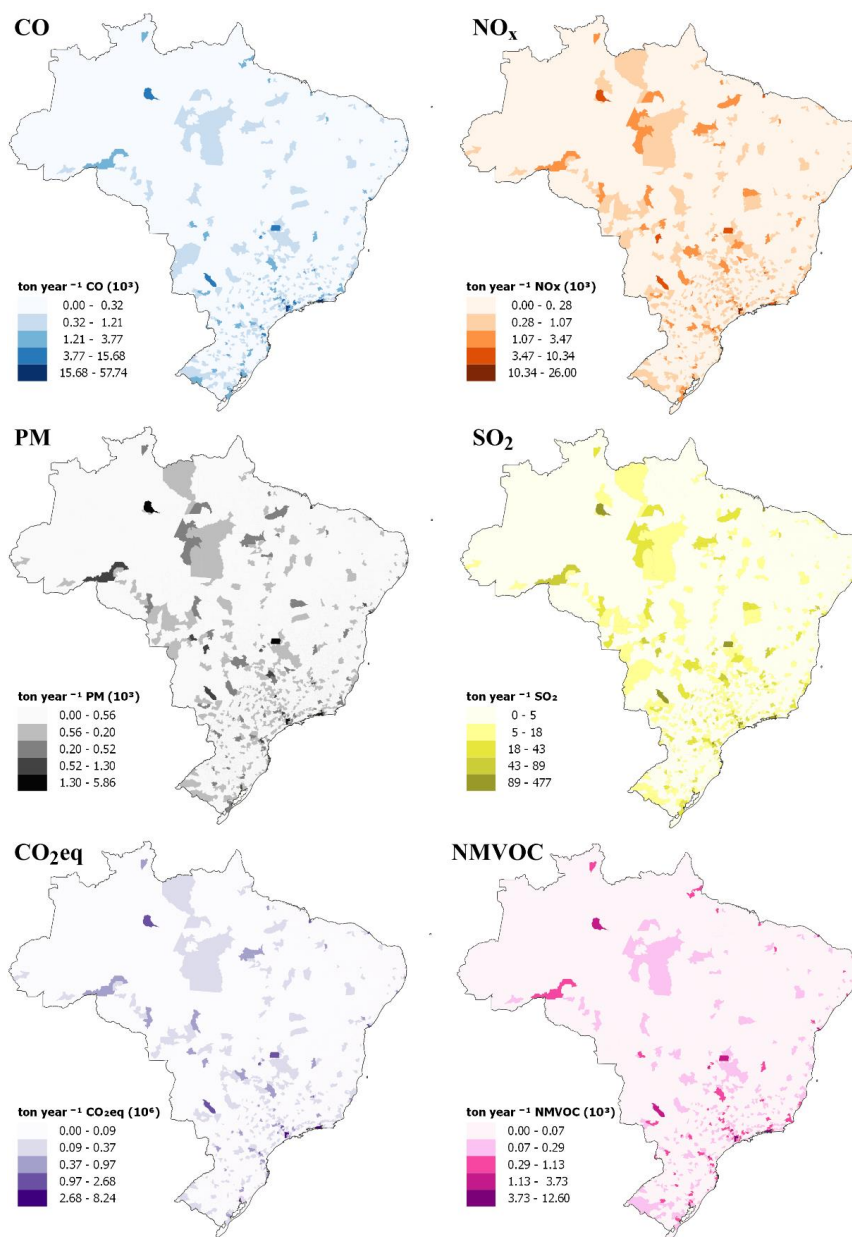 CO
ton year ⁻¹ CO (10³)
0.00 - 0.32
0.32 - 1.21
1.21 - 3.77
3.77 - 15.68
15.68 - 57.74
NOₓ
ton year ⁻¹ NOx (10³)
0.00 - 0. 28
0.28 - 1.07
1.07 - 3.47
3.47 - 10.34
10.34 - 26.00
PM
ton year ⁻¹ PM (10³)
0.00 - 0.56
0.56 - 0.20
0.20 - 0.52
0.52 - 1.30
1.30 - 5.86
SO₂
ton year ⁻¹ SO₂
0 - 5
5 - 18
18 - 43
43 - 89
89 - 477
CO₂eq
ton year ⁻¹ CO₂eq (10⁶)
0.00 - 0.09
0.09 - 0.37
0.37 - 0.97
0.97 - 2.68
2.68 - 8.24
NMVOC
ton year ⁻¹ NMVOC (10³)
0.00 - 0.07
0.07 - 0.29
0.29 - 1.13
1.13 - 3.73
3.73 - 12.60